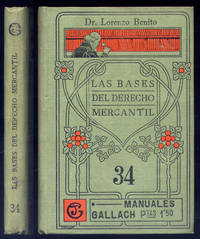 LAS BASES DEL DERECHO MERCANTIL
34
Dr. Lorenzo Benito
LAS BASES
DEL DERECHO
MERCANTIL
34
MANUALES
GALLACH PTAS 1'50